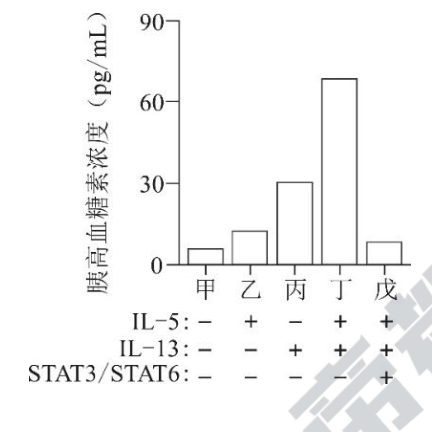 胰高血糖素浓度（pg/mL）
90
60
30
0
甲 乙 丙 丁 戊
IL-5: - + - + +
IL-13: - - + + +
STAT3/STAT6: - - - - +